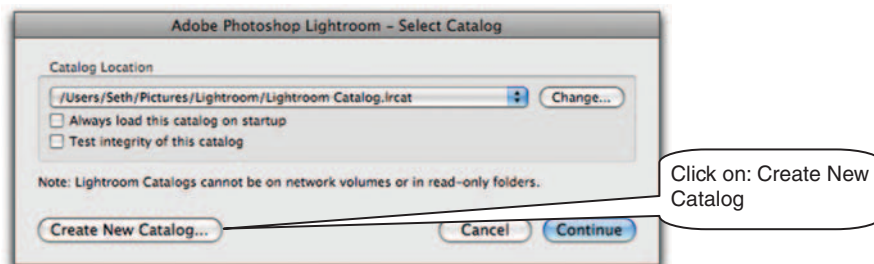 Adobe Photoshop Lightroom – Select Catalog
Catalog Location
/Users/Seth/Pictures/Lightroom/Lightroom Catalog.lrcat
Change...
Always load this catalog on startup
Test integrity of this catalog
Note: Lightroom Catalogs cannot be on network volumes or in read-only folders.
Click on: Create New
Catalog
Create New Catalog...
Cancel
Continue